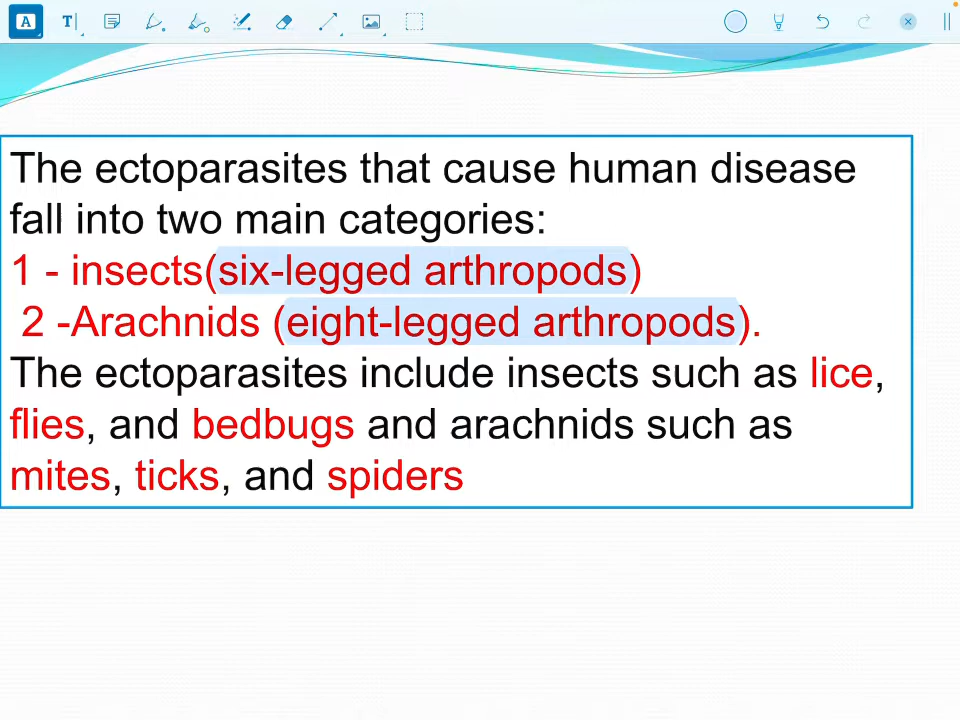 A T
The ectoparasites that cause human disease
fall into two main categories:
1 - insects(six-legged arthropods)
2 -Arachnids (eight-legged arthropods).
The ectoparasites include insects such as lice,
flies, and bedbugs and arachnids such as
mites, ticks, and spiders